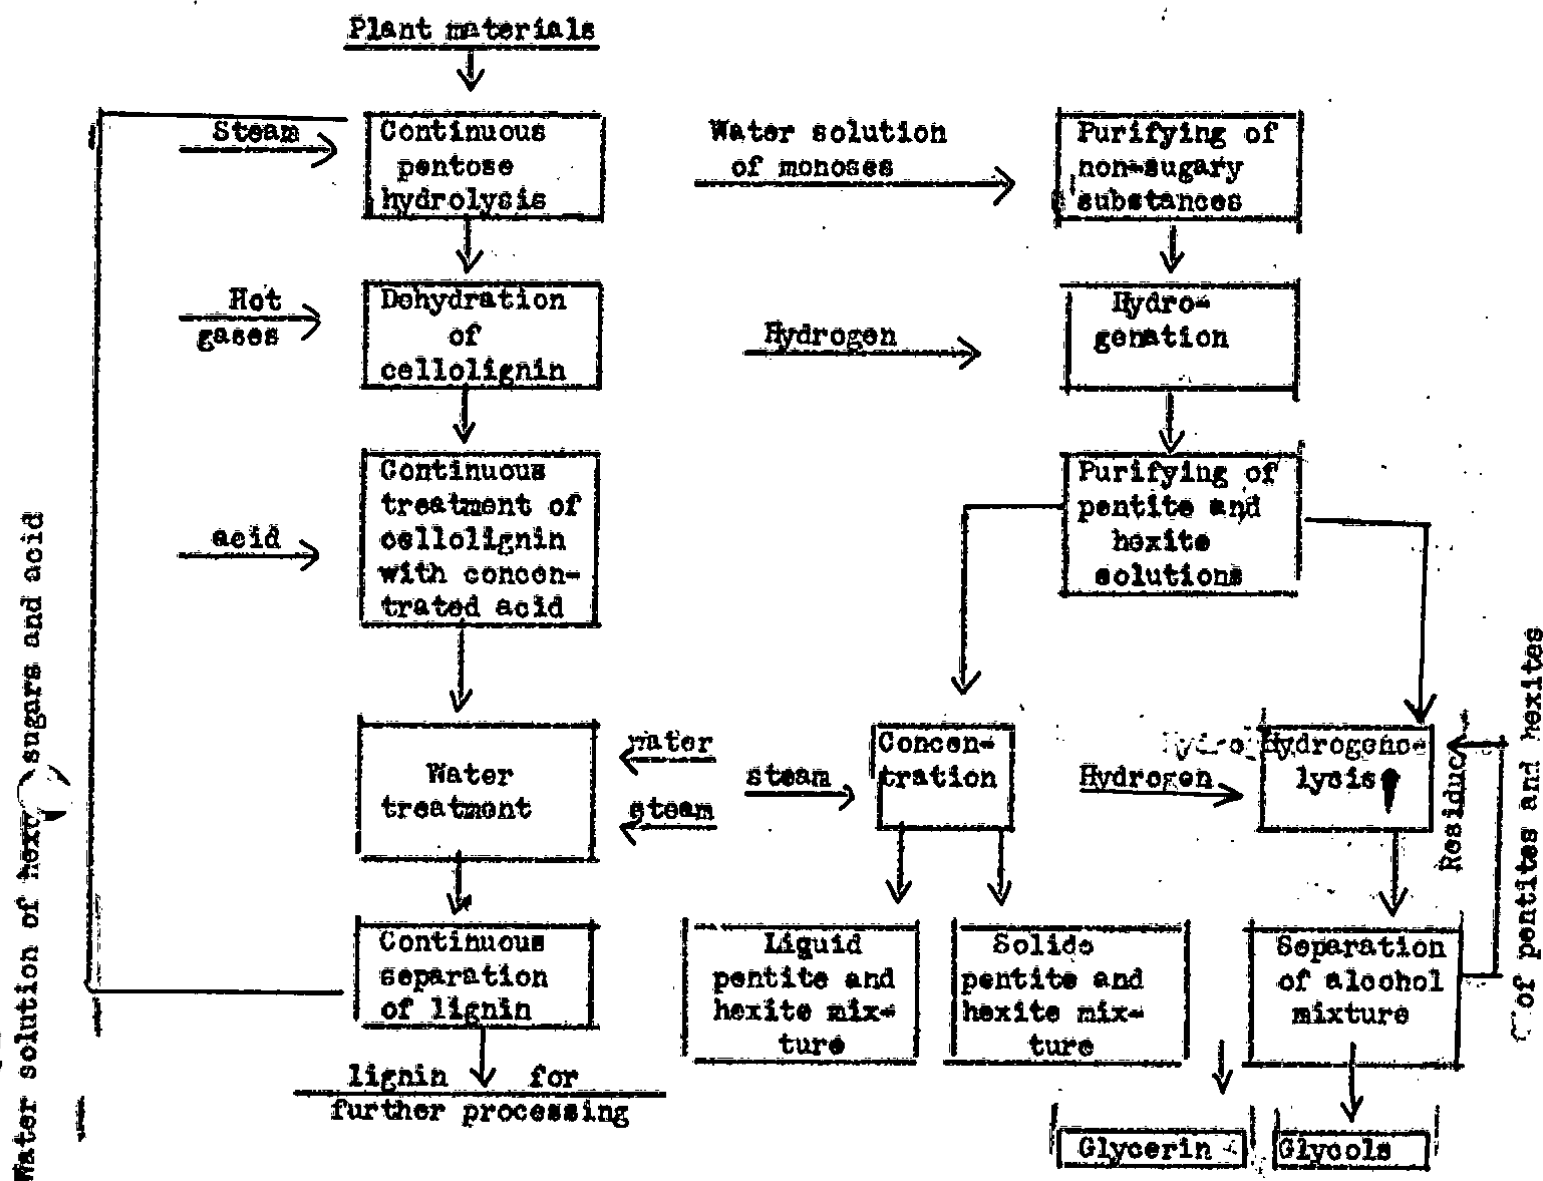 Plant materials
Steam
Continuous
pentose
hydrolysis
Hot
gases
Dehydration
of
cellolignin
acid
Continuous
treatment of
cellolignin
with concen-
trated acid
Water
treatment
water
steam
Continuous
separation
of lignin
lignin for
further processing
Water solution of sugars and acid
Water solution
of monoses
Purifying of
non-sugary
substances
Hydrogen
Hydro-
genation
Purifying of
pentite and
hexite
solutions
steam
Concen-
tration
Hydrogen
Hydrogeno-
lysis
Residue
of pentites and hexites
Liquid
pentite and
hexite mix-
ture
Solido
pentite and
hexite mix-
ture
Separation
of alcohol
mixture
Glycerin
Glycols